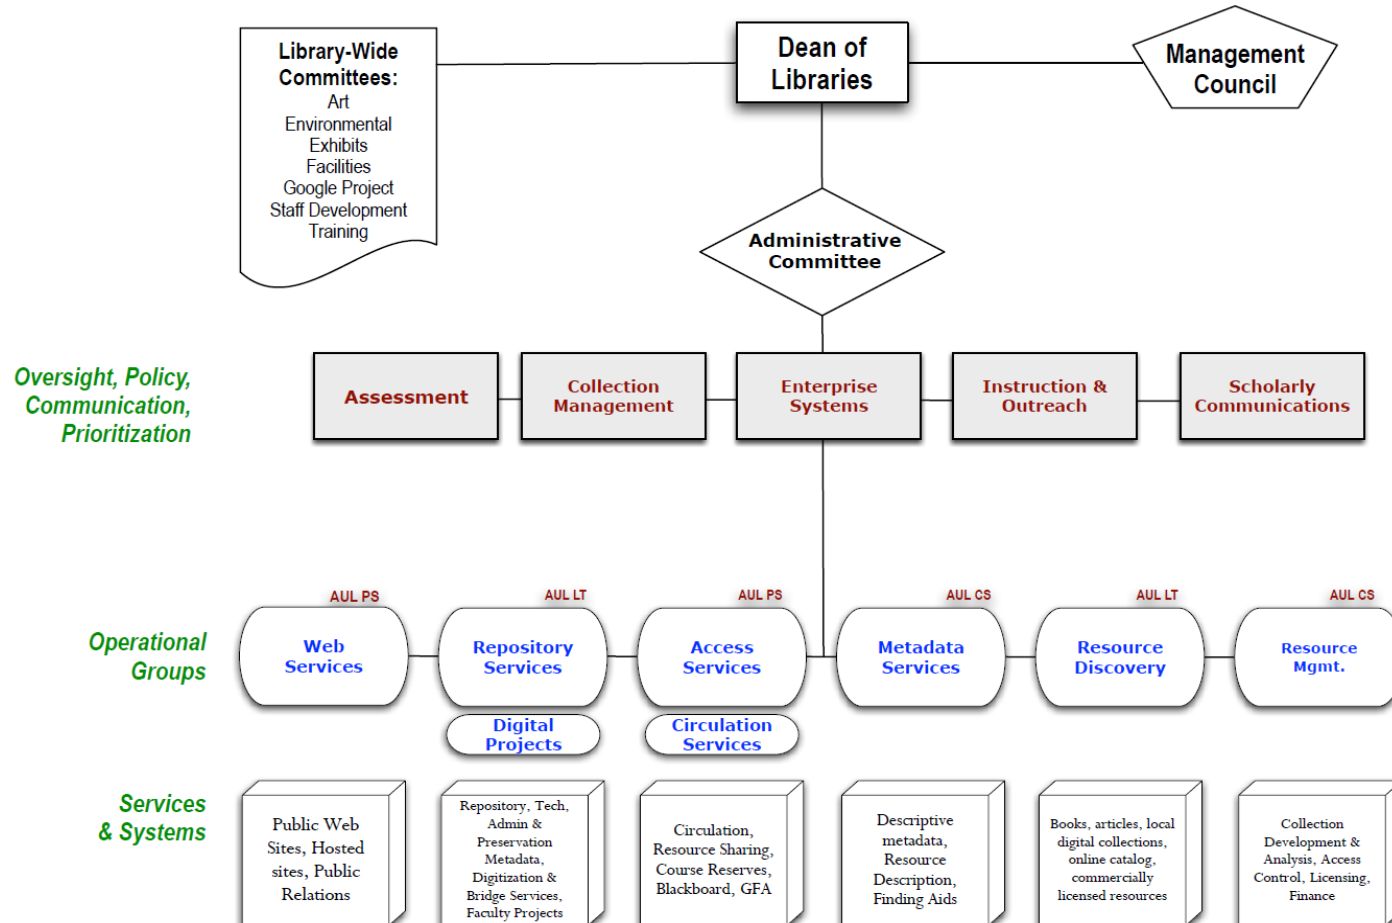 Library-Wide
Committees:
Art
Environmental
Exhibits
Facilities
Google Project
Staff Development
Training
Dean of
Libraries
Management
Council
Administrative
Committee
Oversight, Policy,
Communication,
Prioritization
Assessment
Collection
Management
Enterprise
Systems
Instruction &
Outreach
Scholarly
Communications
Operational
Groups
AUL PS
Web
Services
AUL LT
Repository
Services
Digital
Projects
AUL PS
Access
Services
Circulation
Services
AUL CS
Metadata
Services
AUL LT
Resource
Discovery
AUL CS
Resource
Mgmt.
Services
& Systems
Public Web
Sites, Hosted
sites, Public
Relations
Repository, Tech,
Admin &
Preservation
Metadata,
Digitization &
Bridge Services,
Faculty Projects
Circulation,
Resource Sharing,
Course Reserves,
Blackboard, GFA
Descriptive
metadata,
Resource
Description,
Finding Aids
Books, articles, local
digital collections,
online catalog,
commercially
licensed resources
Collection
Development &
Analysis, Access
Control, Licensing,
Finance